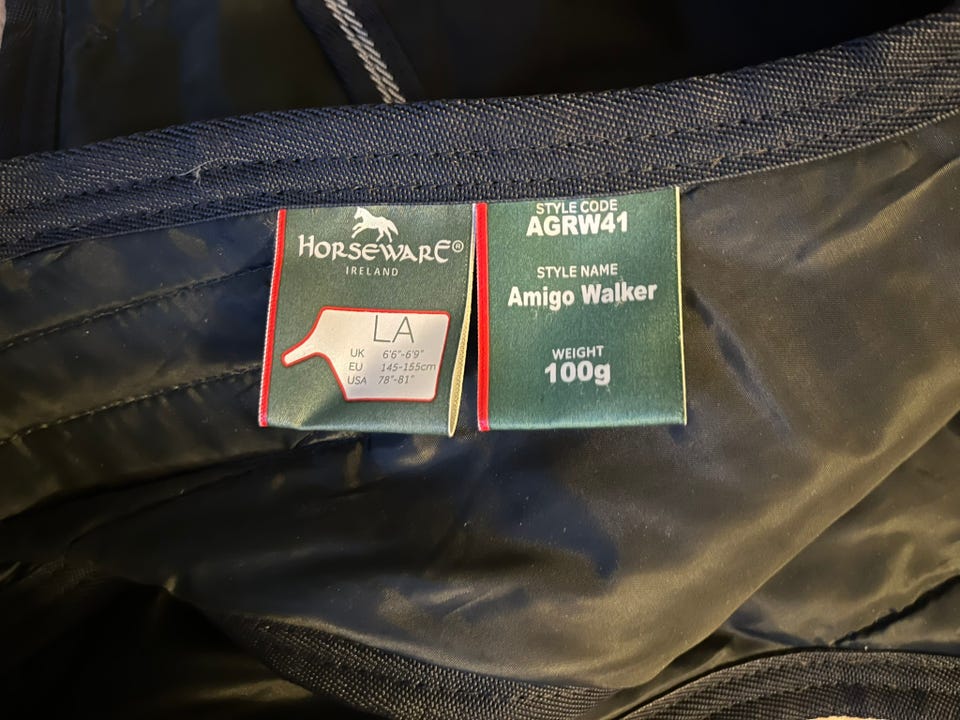 HORSEWARE®
IRELAND
LA
UK 6'6"-6'9"
EU 145-155cm
USA 78"-81"
STYLE CODE
AGRW41
STYLE NAME
Amigo Walker
WEIGHT
100g